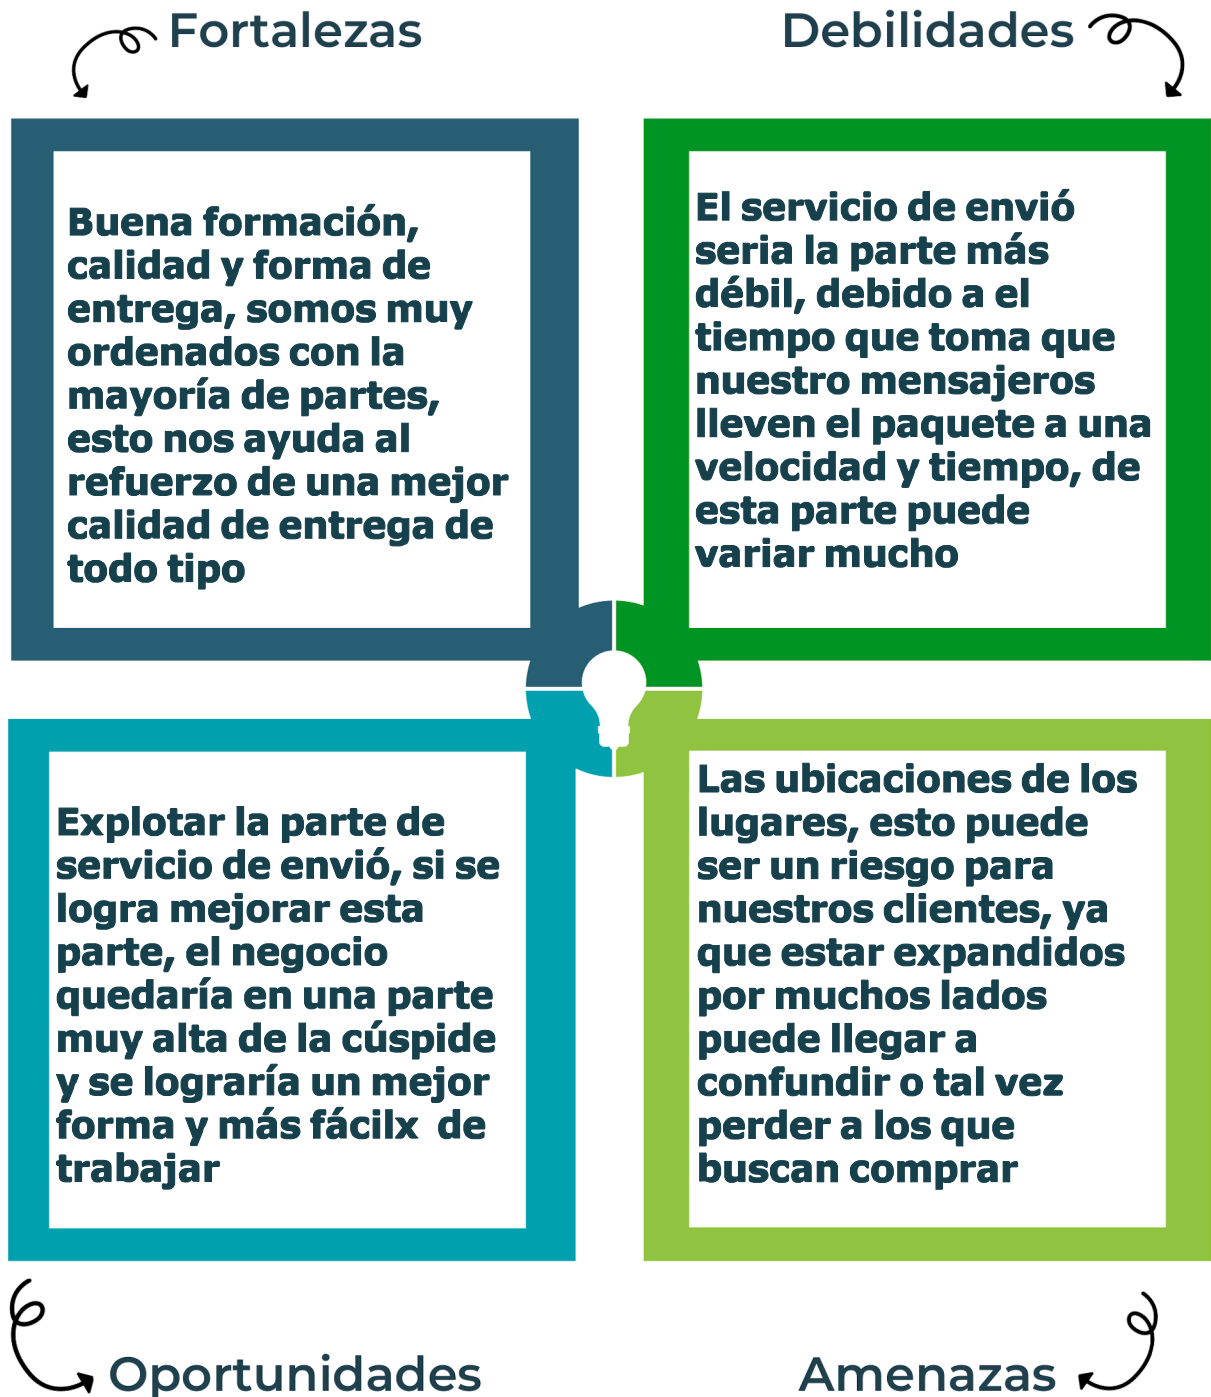 Fortalezas
Buena formación,
calidad y forma de
entrega, somos muy
ordenados con la
mayoría de partes,
esto nos ayuda al
refuerzo de una mejor
calidad de entrega de
todo tipo
Debilidades
El servicio de envió
seria la parte más
débil, debido a el
tiempo que toma que
nuestro mensajeros
lleven el paquete a una
velocidad y tiempo, de
esta parte puede
variar mucho
Explotar la parte de
servicio de envió, si se
logra mejorar esta
parte, el negocio
quedaría en una parte
muy alta de la cúspide
y se lograría un mejor
forma y más fácilx  de
trabajar
Oportunidades
Las ubicaciones de los
lugares, esto puede
ser un riesgo para
nuestros clientes, ya
que estar expandidos
por muchos lados
puede llegar a
confundir o tal vez
perder a los que
buscan comprar
Amenazas